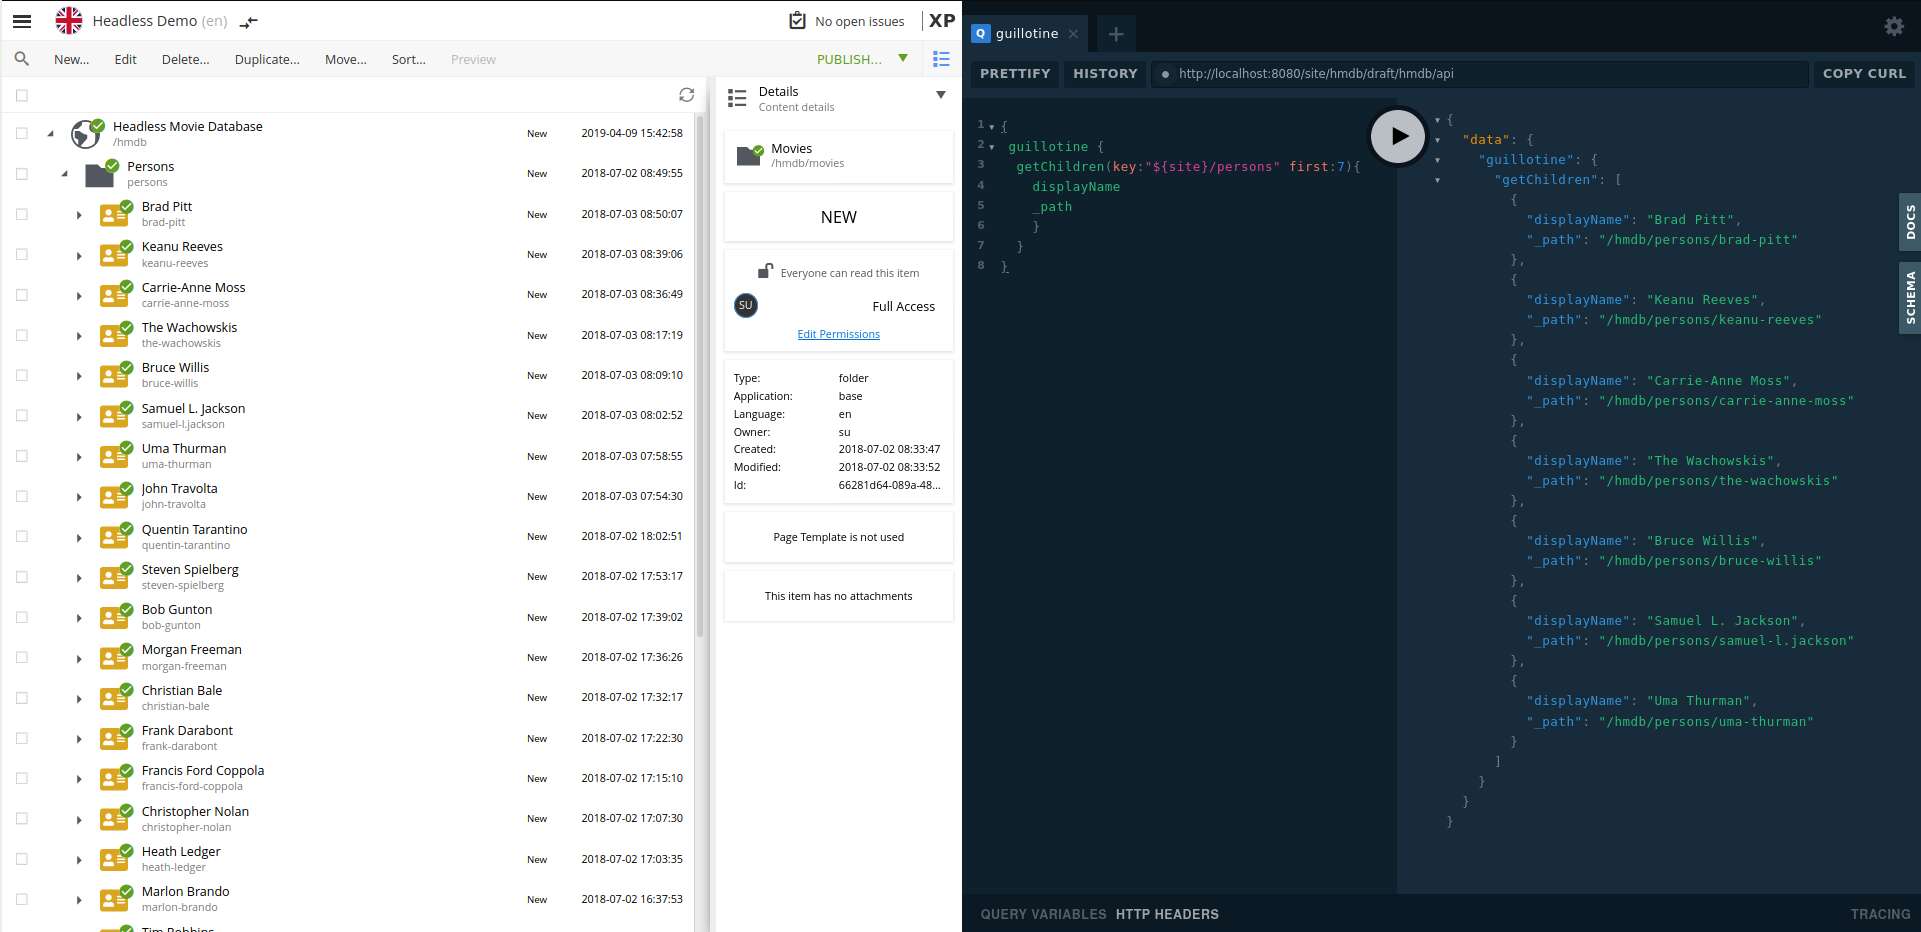 Headless Demo (en)
No open issues
XP
New...
Edit
Delete...
Duplicate...
Move...
Sort...
Preview
PUBLISH...
Headless Movie Database
/hmdb
New
2019-04-09 15:42:58
Persons
persons
New
2018-07-02 08:49:55
Brad Pitt
brad-pitt
New
2018-07-03 08:50:07
Keanu Reeves
keanu-reeves
New
2018-07-03 08:39:06
Carrie-Anne Moss
carrie-anne-moss
New
2018-07-03 08:36:49
The Wachowskis
the-wachowskis
New
2018-07-03 08:17:19
Bruce Willis
bruce-willis
New
2018-07-03 08:09:10
Samuel L. Jackson
samuel-l.jackson
New
2018-07-03 08:02:52
Uma Thurman
uma-thurman
New
2018-07-03 07:58:55
John Travolta
john-travolta
New
2018-07-03 07:54:30
Quentin Tarantino
quentin-tarantino
New
2018-07-02 18:02:51
Steven Spielberg
steven-spielberg
New
2018-07-02 17:53:17
Bob Gunton
bob-gunton
New
2018-07-02 17:39:02
Morgan Freeman
morgan-freeman
New
2018-07-02 17:36:26
Christian Bale
christian-bale
New
2018-07-02 17:32:17
Frank Darabont
frank-darabont
New
2018-07-02 17:22:30
Francis Ford Coppola
francis-ford-coppola
New
2018-07-02 17:15:10
Christopher Nolan
christopher-nolan
New
2018-07-02 17:07:30
Heath Ledger
heath-ledger
New
2018-07-02 17:03:35
Marlon Brando
marlon-brando
New
2018-07-02 16:37:53
Tim Robbins
Details
Content details
Movies
/hmdb/movies
NEW
Everyone can read this item
SU
Full Access
Edit Permissions
Type: folder
Application: base
Language: en
Owner: su
Created: 2018-07-02 08:33:47
Modified: 2018-07-02 08:33:52
Id: 66281d64-089a-48...
Page Template is not used
This item has no attachments
Q guillotine
PRETTIFY
HISTORY
http://localhost:8080/site/hmdb/draft/hmdb/api
COPY CURL
1 {
2 guillotine {
3 getChildren(key:"${site}/persons" first:7){
4 displayName
5 _path
6 }
7 }
8 }
{
"data": {
"guillotine": {
"getChildren": [
{
"displayName": "Brad Pitt",
"_path": "/hmdb/persons/brad-pitt"
},
{
"displayName": "Keanu Reeves",
"_path": "/hmdb/persons/keanu-reeves"
},
{
"displayName": "Carrie-Anne Moss",
"_path": "/hmdb/persons/carrie-anne-moss"
},
{
"displayName": "The Wachowskis",
"_path": "/hmdb/persons/the-wachowskis"
},
{
"displayName": "Bruce Willis",
"_path": "/hmdb/persons/bruce-willis"
},
{
"displayName": "Samuel L. Jackson",
"_path": "/hmdb/persons/samuel-l.jackson"
},
{
"displayName": "Uma Thurman",
"_path": "/hmdb/persons/uma-thurman"
}
]
}
}
}
DOCS
SCHEMA
QUERY VARIABLES
HTTP HEADERS
TRACING